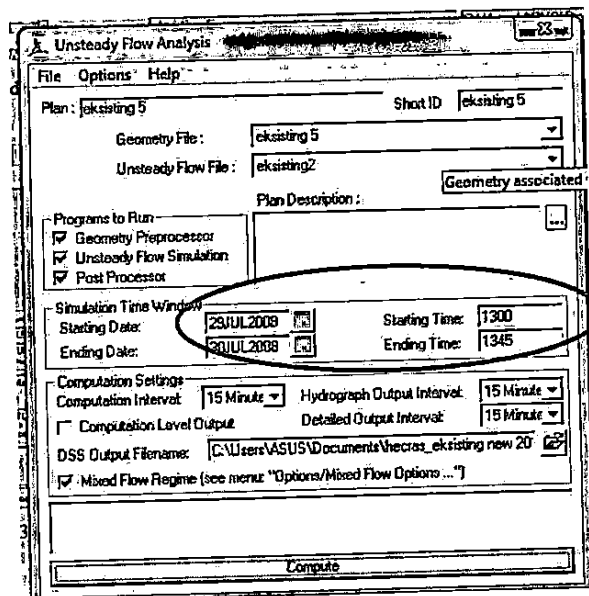 Unsteady Flow Analysis
File Options Help
Plan : eksisting 5 Short ID eksisting 5
Geometry File : eksisting 5
Unsteady Flow File : eksisting2
Geometry associated
Plan Description :
...
Programs to Run
Geometry Preprocessor
Unsteady Flow Simulation
Post Processor
Simulation Time Window
Starting Date: 29JUL2008 Starting Time: 1300
Ending Date: 30JUL2008 Ending Time: 1345
Computation Settings
Computation Interval: 15 Minute Hydrograph Output Interval: 15 Minute
Computation Level Output Detailed Output Interval: 15 Minute
DSS Output Filename: C:\Users\ASUS\Documents\hecras_eksisting new 20
Mixed Flow Regime (see menu: "Options/Mixed Flow Options ...")
Compute